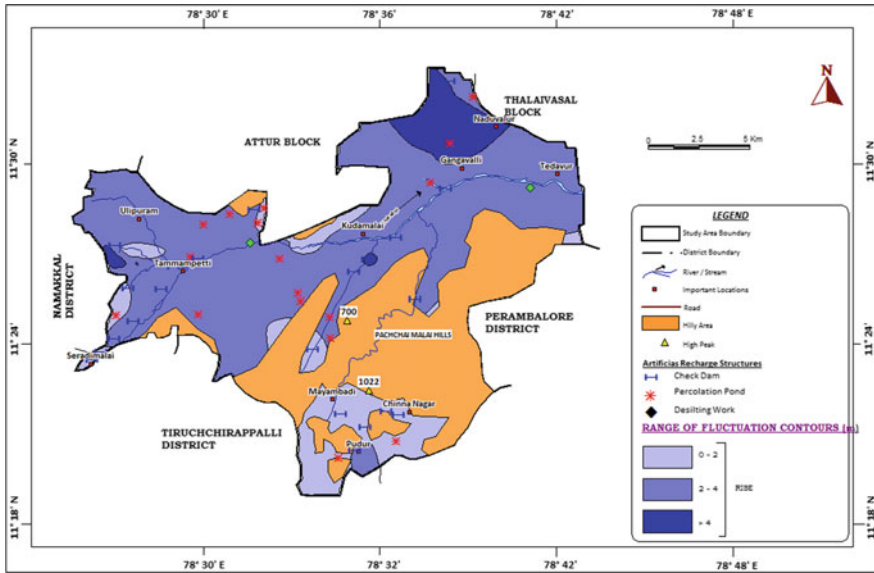 78° 30' E
78° 36' E
78° 42' E
78° 48' E
N
THALAIVASAL
BLOCK
Naduvalur
ATTUR BLOCK
0 2.5 5 Km
11° 30' N
11° 30' N
Gangavalli
Tedavur
Ulipuram
Kudamalai
Tammampetti
NAMAKKAL
DISTRICT
700
PERAMBALORE
DISTRICT
PACHCHAI MALAI HILLS
11° 24' N
11° 24' N
Seradimalai
1022
Mayambadi
Chinna Nagar
TIRUCHCHIRAPPALLI
DISTRICT
Pudur
11° 18' N
11° 18' N
LEGEND
Study Area Boundary
District Boundary
River / Stream
Important Locations
Road
Hilly Area
High Peak
Artificias Recharge Structures
Check Dam
Percolation Pond
Desilting Work
RANGE OF FLUCTUATION CONTOURS (m)
0 - 2
2 - 4
RISE
> 4
78° 30' E
78° 32' E
78° 42' E
78° 48' E